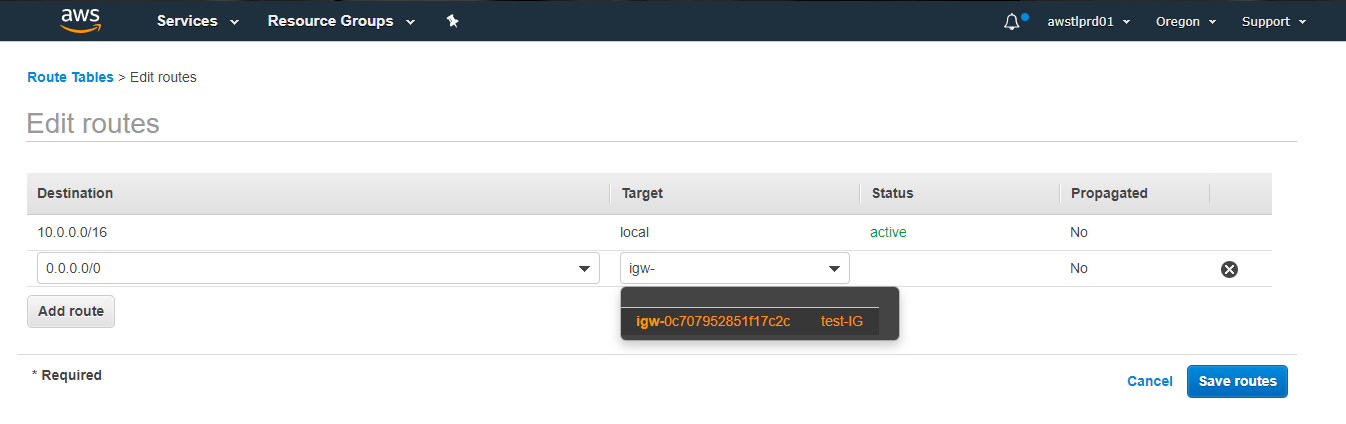 aws Services Resource Groups awstlprd01 Oregon Support
Route Tables > Edit routes
Edit routes
Destination Target Status Propagated
10.0.0.0/16 local active No
0.0.0.0/0 igw- No
Add route
igw-0c707952851f17c2c test-IG
* Required
Cancel Save routes